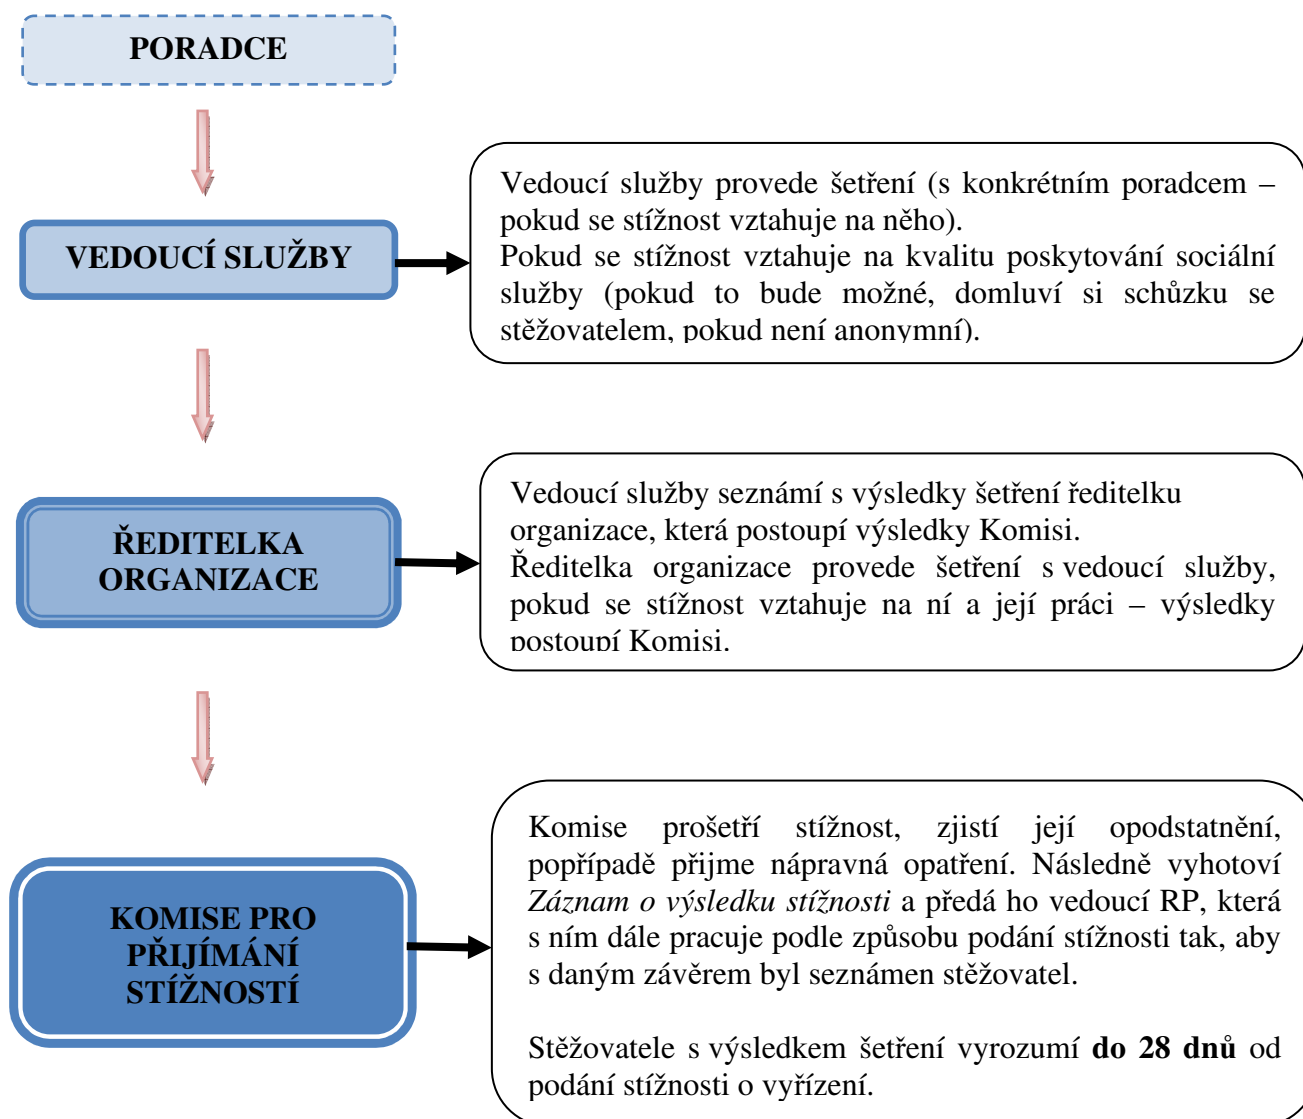 PORADCE
VEDOUCÍ SLUŽBY
Vedoucí služby provede šetření (s konkrétním poradcem –
pokud se stížnost vztahuje na něho).
Pokud se stížnost vztahuje na kvalitu poskytování sociální
služby (pokud to bude možné, domluví si schůzku se
stěžovatelem, pokud není anonymní).
ŘEDITELKA
ORGANIZACE
Vedoucí služby seznámí s výsledky šetření ředitelku
organizace, která postoupí výsledky Komisi.
Ředitelka organizace provede šetření s vedoucí služby,
pokud se stížnost vztahuje na ní a její práci – výsledky
postoupí Komisi.
KOMISE PRO
PŘIJÍMÁNÍ
STÍŽNOSTÍ
Komise prošetří stížnost, zjistí její opodstatnění,
popřípadě přijme nápravná opatření. Následně vyhotoví
Záznam o výsledku stížnosti a předá ho vedoucí RP, která
s ním dále pracuje podle způsobu podání stížnosti tak, aby
s daným závěrem byl seznámen stěžovatel.
Stěžovatele s výsledkem šetření vyrozumí do 28 dnů od
podání stížnosti o vyřízení.